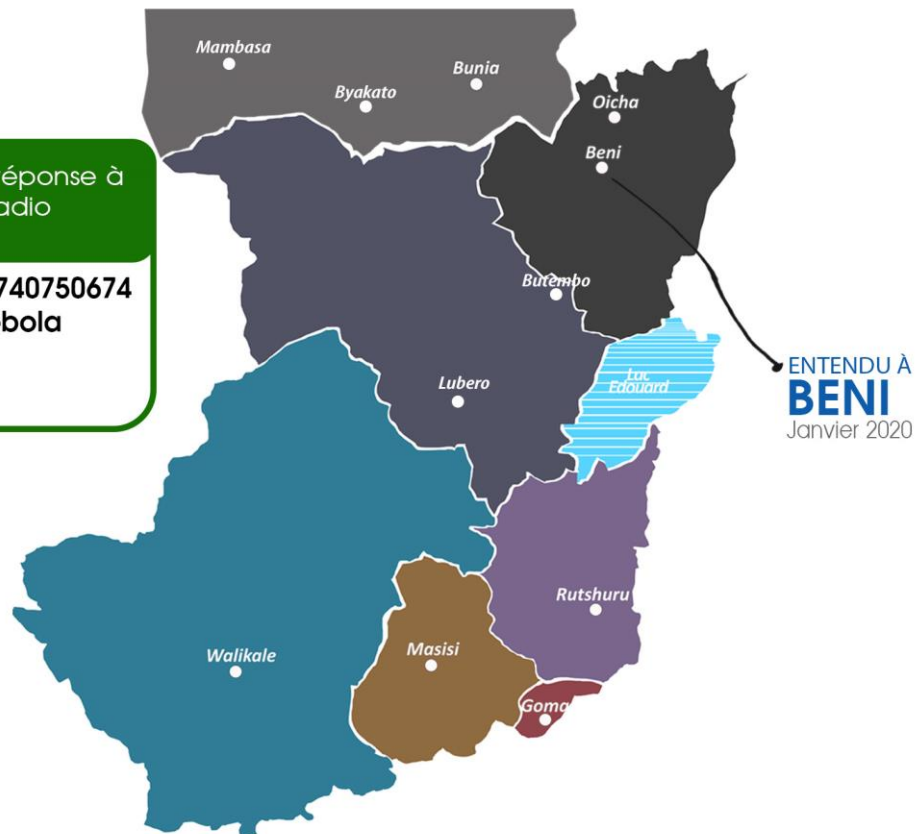 Mambasa
Byakato
Bunia
Oicha
Beni
éponse à
adio
740750674
bola
Butembo
Luc
Edouard
Lubero
ENTENDU À
BENI
Janvier 2020
Rutshuru
Masisi
Walikale
Goma